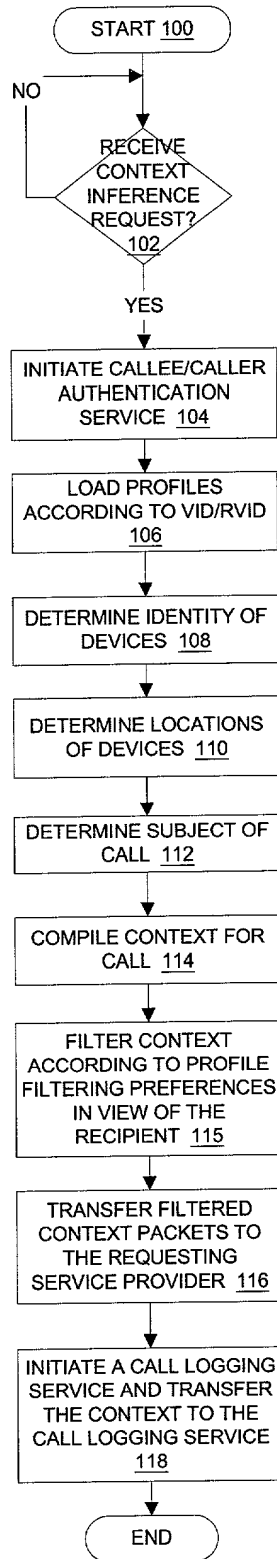 START 100
NO
RECEIVE
CONTEXT
INFERENCE
REQUEST?
102
YES
INITIATE CALLEE/CALLER
AUTHENTICATION
SERVICE 104
LOAD PROFILES
ACCORDING TO VID/RVID
106
DETERMINE IDENTITY OF
DEVICES 108
DETERMINE LOCATIONS
OF DEVICES 110
DETERMINE SUBJECT OF
CALL 112
COMPILE CONTEXT FOR
CALL 114
FILTER CONTEXT
ACCORDING TO PROFILE
FILTERING PREFERENCES
IN VIEW OF THE
RECIPIENT 115
TRANSFER FILTERED
CONTEXT PACKETS TO
THE REQUESTING
SERVICE PROVIDER 116
INITIATE A CALL LOGGING
SERVICE AND TRANSFER
THE CONTEXT TO THE
CALL LOGGING SERVICE
118
END